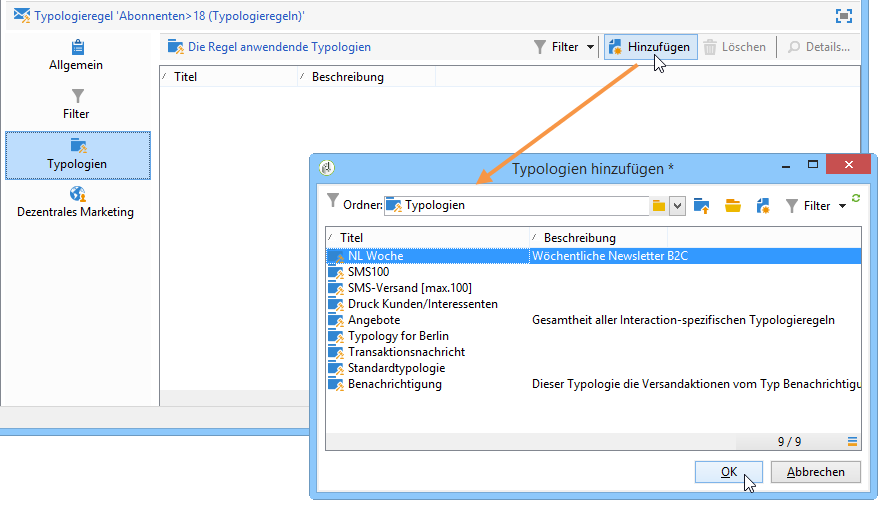 Typologieregel 'Abonnenten>18 (Typologieregeln)'
Allgemein
Filter
Typologien
Dezentrales Marketing
Die Regel anwendende Typologien
Filter
Hinzufügen
Löschen
Details...
Titel
Beschreibung
Typologien hinzufügen *
Ordner:
Typologien
Filter
Titel
Beschreibung
NL Woche Wöchentliche Newsletter B2C
SMS100
SMS-Versand [max.100]
Druck Kunden/Interessenten
Angebote Gesamtheit aller Interaction-spezifischen Typologieregeln
Typology for Berlin
Transaktionsnachricht
Standardtypologie
Benachrichtigung Dieser Typologie die Versandaktionen vom Typ Benachrichtigu
9 / 9
OK
Abbrechen